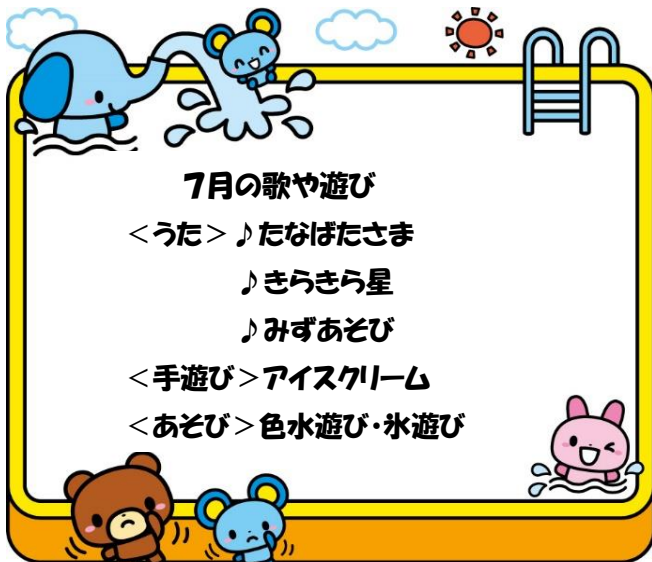 7月の歌や遊び
＜うた＞♪たなばたさま
♪きらきら星
♪みずあそび
＜手遊び＞アイスクリーム
＜あそび＞色水遊び・氷遊び